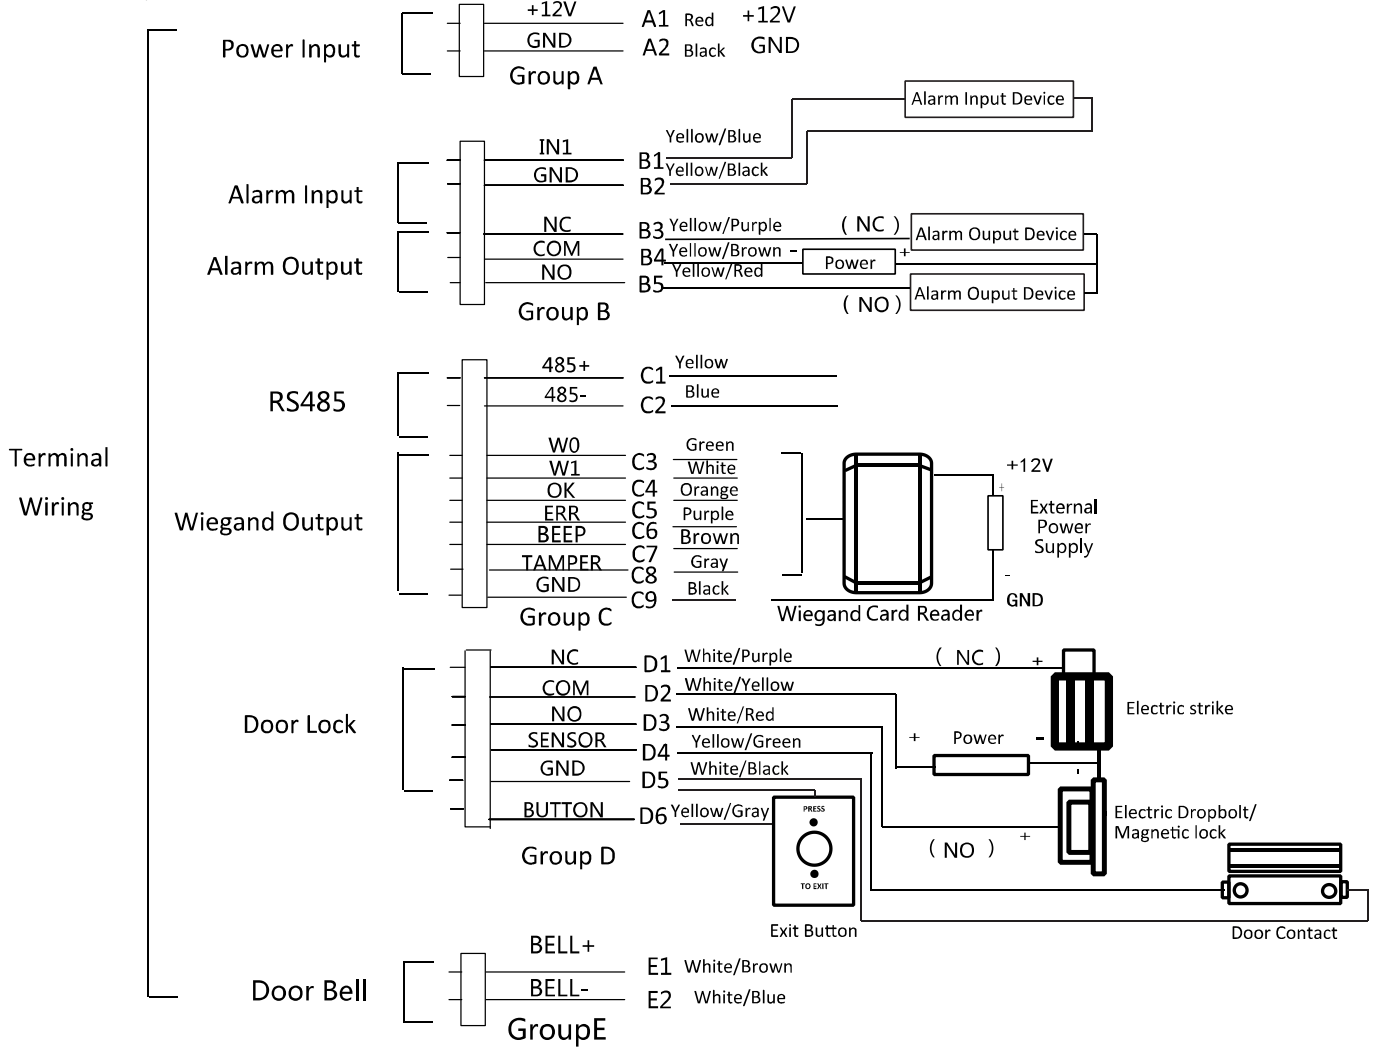 Terminal
Wiring
Power Input
+12V
A1 Red +12V
GND
A2 Black GND
Group A
Alarm Input
IN1
B1 Yellow/Blue
GND
B2 Yellow/Black
Alarm Input Device
Alarm Output
NC
B3 Yellow/Purple ( NC )
Alarm Ouput Device
COM
B4 Yellow/Brown - Power +
NO
B5 Yellow/Red
( NO )
Alarm Ouput Device
Group B
RS485
485+
C1 Yellow
485-
C2 Blue
Wiegand Output
W0
C3 Green
W1
C4 White
OK
C5 Orange
ERR
C6 Purple
BEEP
C7 Brown
TAMPER
C8 Gray
GND
C9 Black
Group C
+12V
+
External
Power
Supply
-
GND
Wiegand Card Reader
Door Lock
NC
D1 White/Purple ( NC ) +
COM
D2 White/Yellow
NO
D3 White/Red
SENSOR
D4 Yellow/Green
GND
D5 White/Black
BUTTON
D6 Yellow/Gray
Group D
Electric strike
+ Power -
-
Electric Dropbolt/
Magnetic lock
( NO ) +
PRESS
TO EXIT
Exit Button
Door Contact
Door Bell
BELL+
E1 White/Brown
BELL-
E2 White/Blue
GroupE